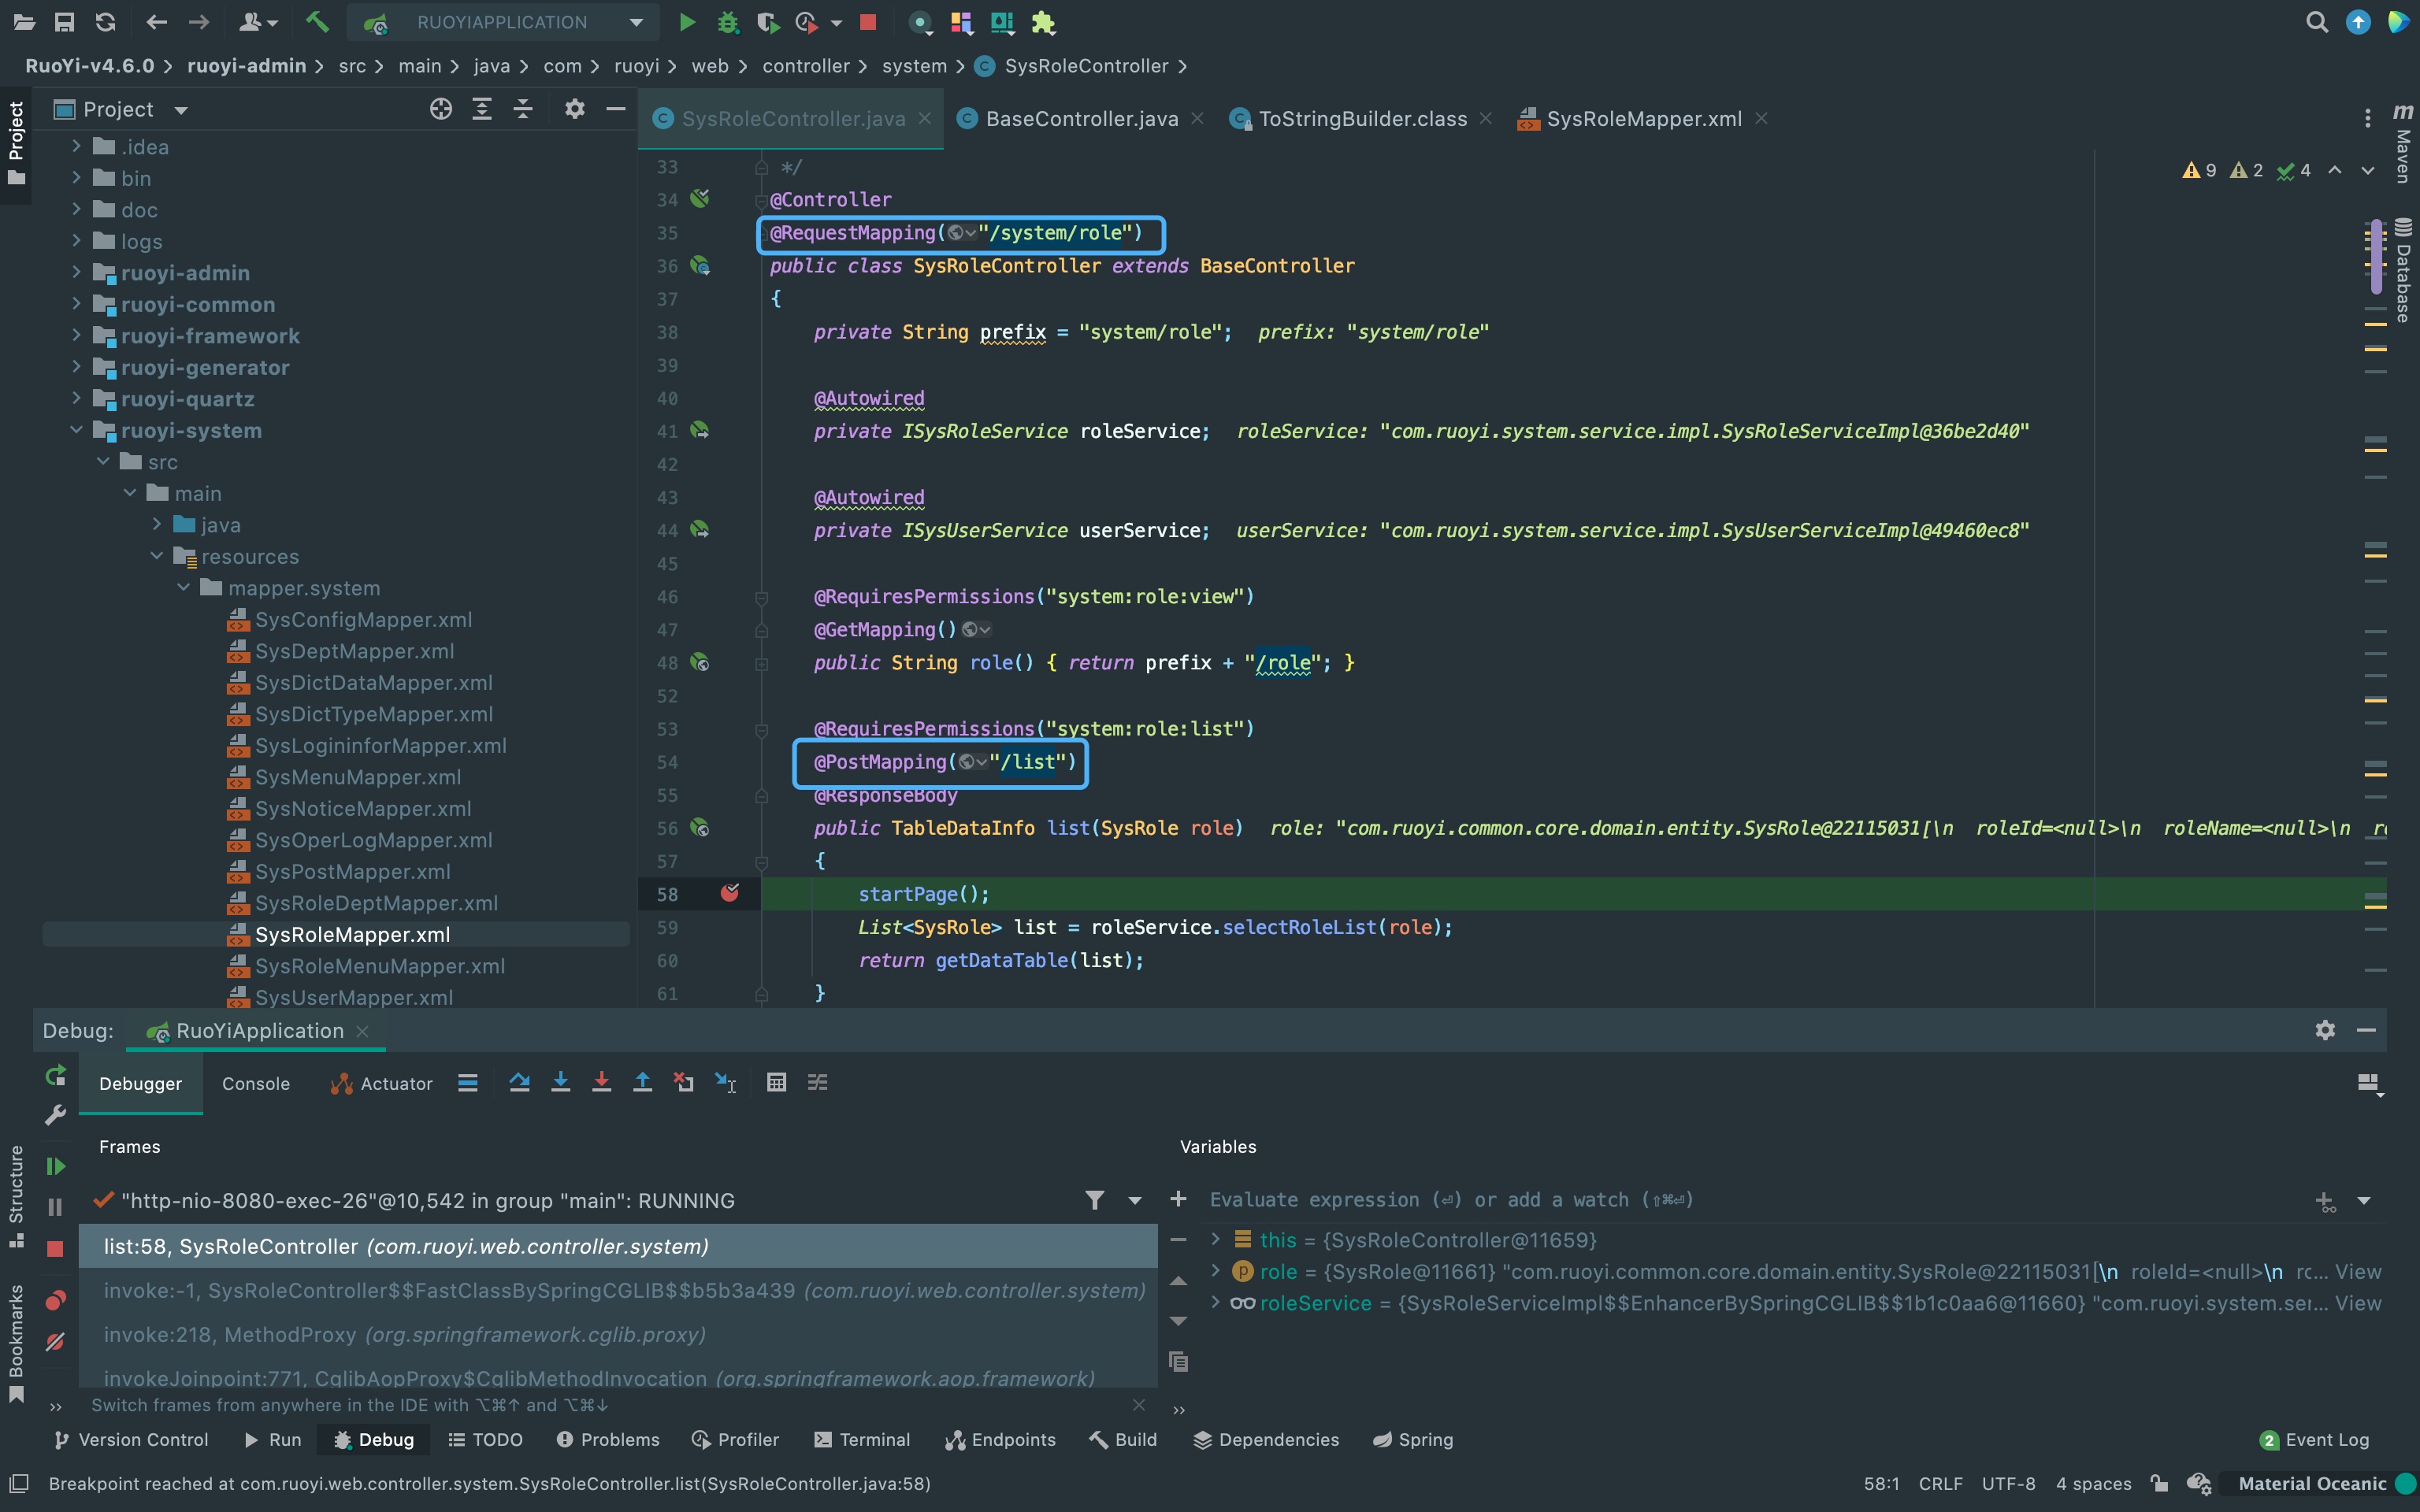 RUOYIAPPLICATION
RuoYi-v4.6.0 > ruoyi-admin > src > main > java > com > ruoyi > web > controller > system > SysRoleController >
Project
SysRoleController.java BaseController.java ToStringBuilder.class SysRoleMapper.xml
Project
Maven
Database
Structure
Bookmarks
.idea
bin
doc
logs
ruoyi-admin
ruoyi-common
ruoyi-framework
ruoyi-generator
ruoyi-quartz
ruoyi-system
src
main
java
resources
mapper.system
SysConfigMapper.xml
SysDeptMapper.xml
SysDictDataMapper.xml
SysDictTypeMapper.xml
SysLogininforMapper.xml
SysMenuMapper.xml
SysNoticeMapper.xml
SysOperLogMapper.xml
SysPostMapper.xml
SysRoleDeptMapper.xml
SysRoleMapper.xml
SysRoleMenuMapper.xml
SysUserMapper.xml
9 2 4
33 */
34 @Controller
35 @RequestMapping("/system/role")
36 public class SysRoleController extends BaseController
37 {
38 private String prefix = "system/role"; prefix: "system/role"
39
40 @Autowired
41 private ISysRoleService roleService; roleService: "com.ruoyi.system.service.impl.SysRoleServiceImpl@36be2d40"
42
43 @Autowired
44 private ISysUserService userService; userService: "com.ruoyi.system.service.impl.SysUserServiceImpl@49460ec8"
45
46 @RequiresPermissions("system:role:view")
47 @GetMapping()
48 public String role() { return prefix + "/role"; }
52
53 @RequiresPermissions("system:role:list")
54 @PostMapping("/list")
55 @ResponseBody
56 public TableDataInfo list(SysRole role) role: "com.ruoyi.common.core.domain.entity.SysRole@22115031[\n roleId=<null>\n roleName=<null>\n
57 {
58 startPage();
59 List<SysRole> list = roleService.selectRoleList(role);
60 return getDataTable(list);
61 }
Debug: RuoYiApplication
Debugger Console Actuator
Frames
"http-nio-8080-exec-26"@10,542 in group "main": RUNNING
list:58, SysRoleController (com.ruoyi.web.controller.system)
invoke:-1, SysRoleController$$FastClassBySpringCGLIB$$b5b3a439 (com.ruoyi.web.controller.system)
invoke:218, MethodProxy (org.springframework.cglib.proxy)
invokeJoinpoint:771, CglibAopProxy$CglibMethodInvocation (org.springframework.aop.framework)
Switch frames from anywhere in the IDE with ⌥⌘↑ and ⌥⌘↓
Variables
Evaluate expression (⏎) or add a watch (⇧⌘⏎)
this = {SysRoleController@11659}
role = {SysRole@11661} "com.ruoyi.common.core.domain.entity.SysRole@22115031[\n roleId=<null>\n rc... View
roleService = {SysRoleServiceImpl$$EnhancerBySpringCGLIB$$1b1c0aa6@11660} "com.ruoyi.system.ser... View
Version Control Run Debug TODO Problems Profiler Terminal Endpoints Build Dependencies Spring 2 Event Log
Breakpoint reached at com.ruoyi.web.controller.system.SysRoleController.list(SysRoleController.java:58) 58:1 CRLF UTF-8 4 spaces Material Oceanic